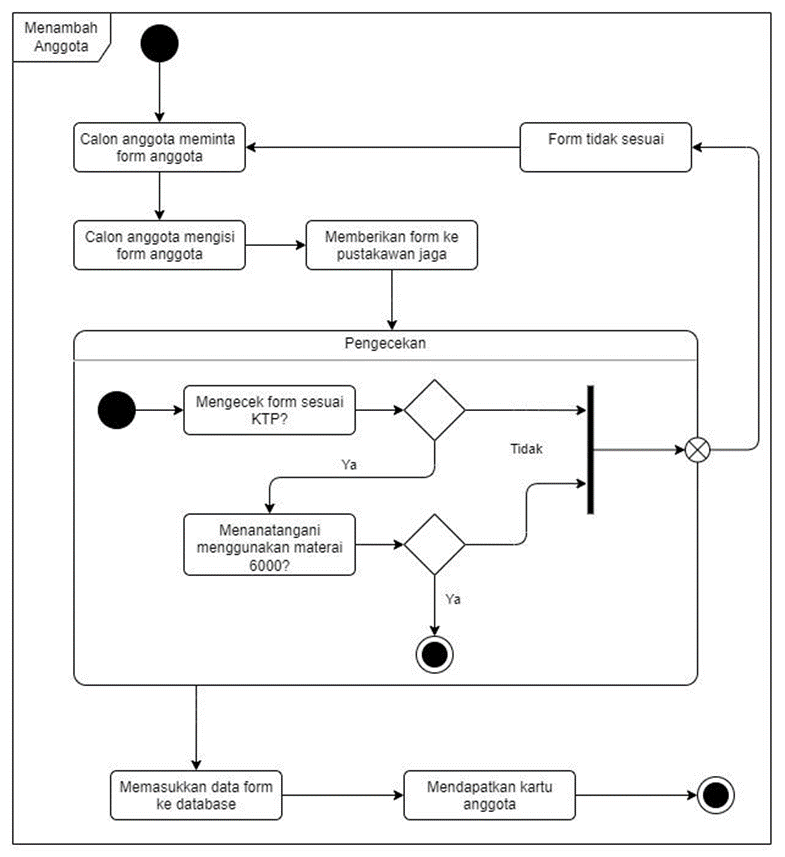 Menambah
Anggota
Calon anggota meminta
form anggota
Form tidak sesuai
Calon anggota mengisi
form anggota
Memberikan form ke
pustakawan jaga
Pengecekan
Mengecek form sesuai
KTP?
Tidak
Ya
Menanatangani
menggunakan materai
6000?
Ya
Memasukkan data form
ke database
Mendapatkan kartu
anggota